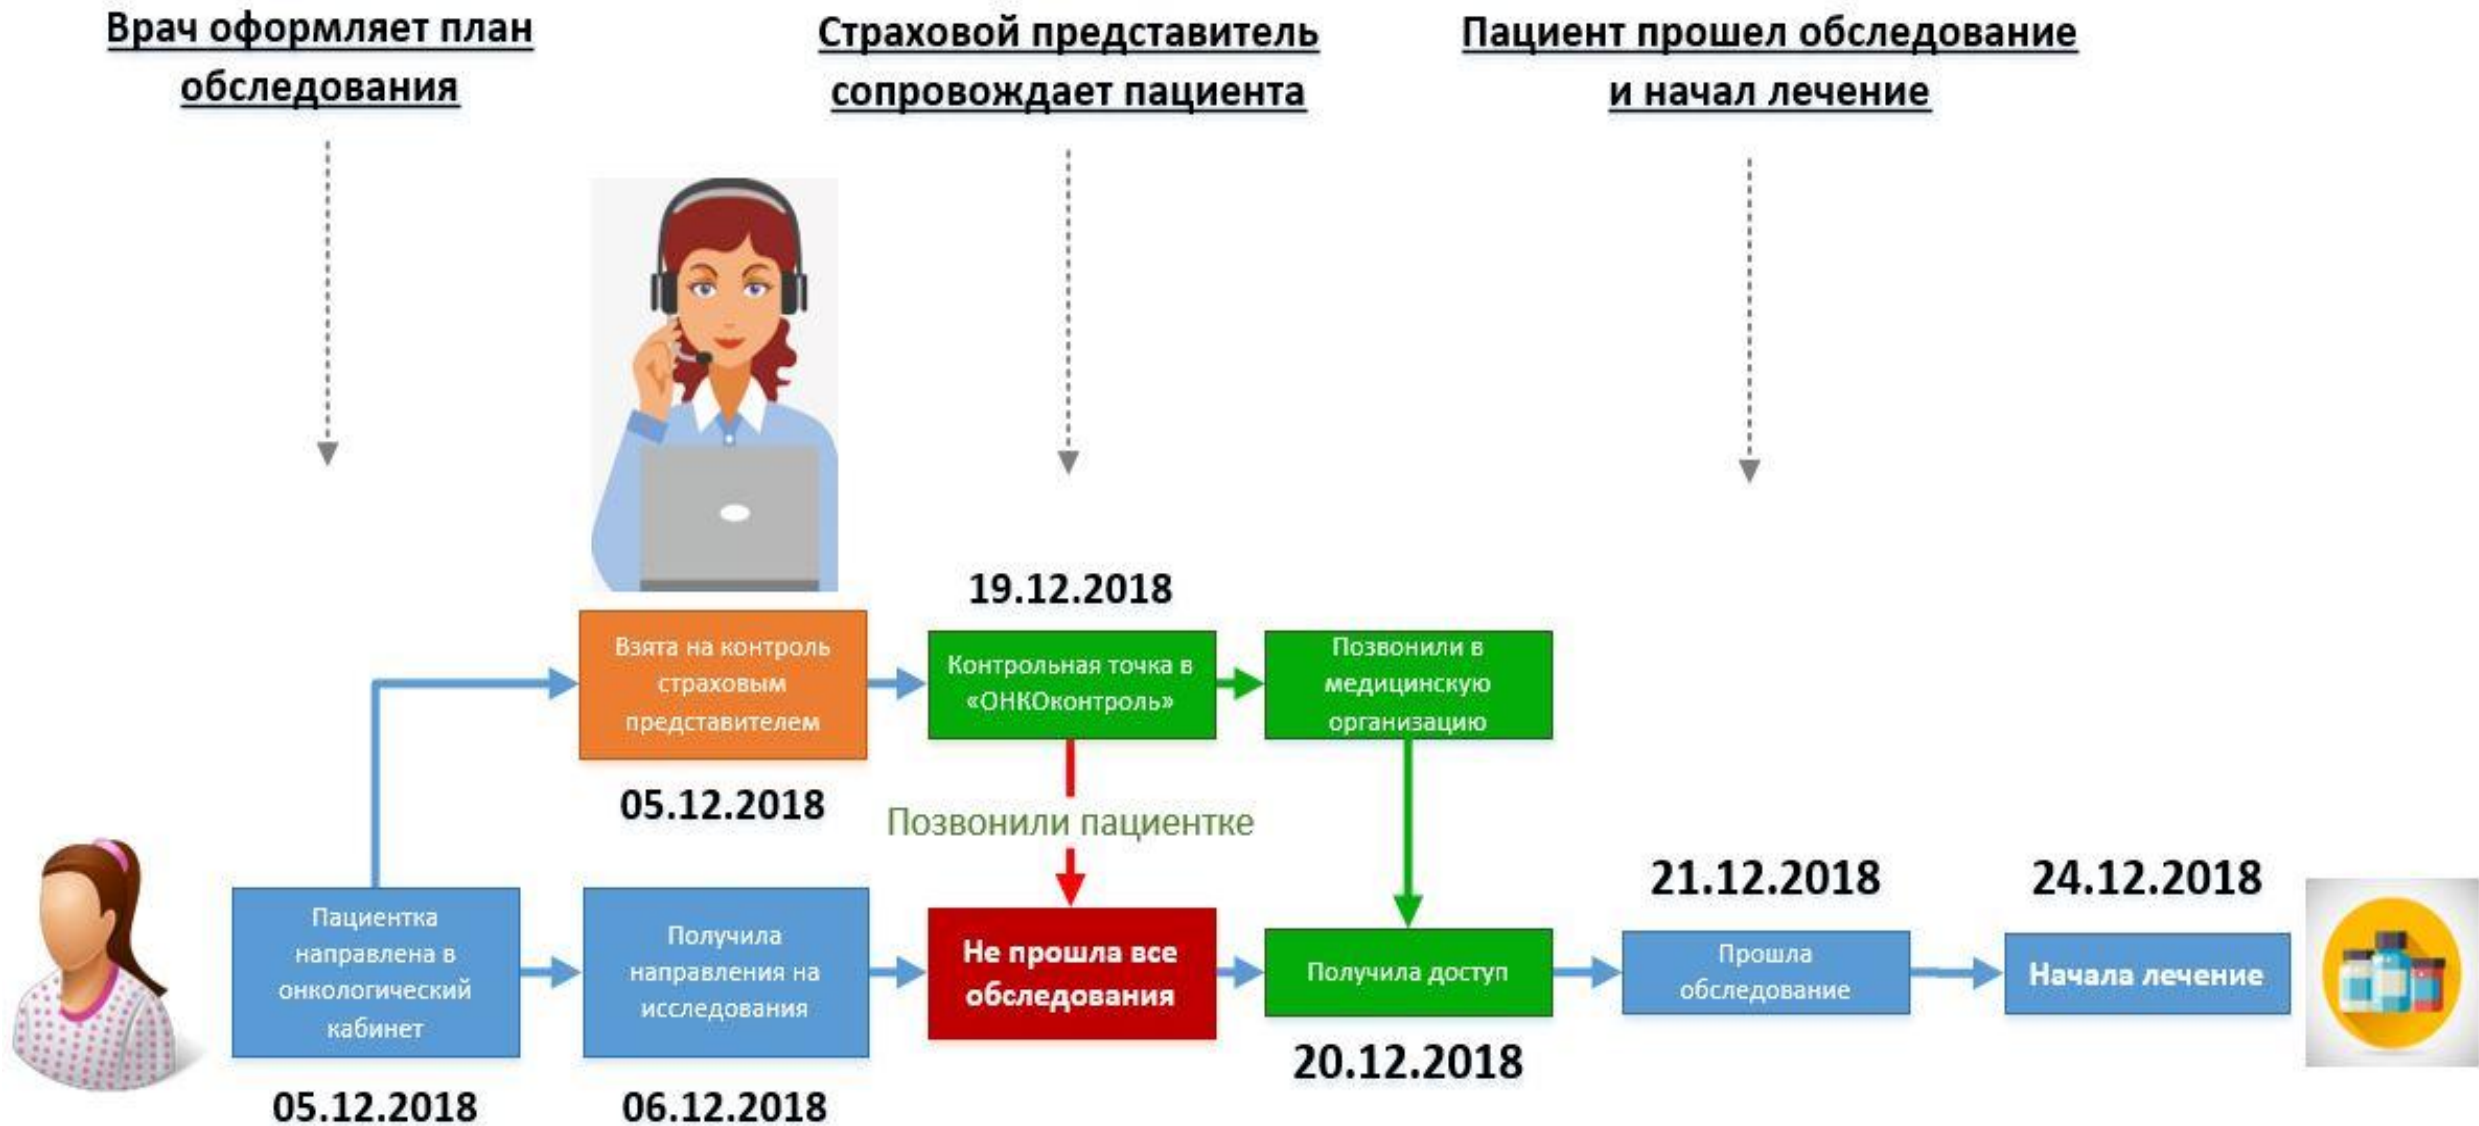 Врач оформляет план
обследования
Страховой представитель
сопровождает пациента
Пациент прошел обследование
и начал лечение
19.12.2018
Взята на контроль
страховым
представителем
Контрольная точка в
«ОНКОконтроль»
Позвонили в
медицинскую
организацию
05.12.2018
Позвонили пациентке
21.12.2018
24.12.2018
Пациентка
направлена в
онкологический
кабинет
Получила
направления на
исследования
Не прошла все
обследования
Получила доступ
Прошла
обследование
Начала лечение
05.12.2018
06.12.2018
20.12.2018